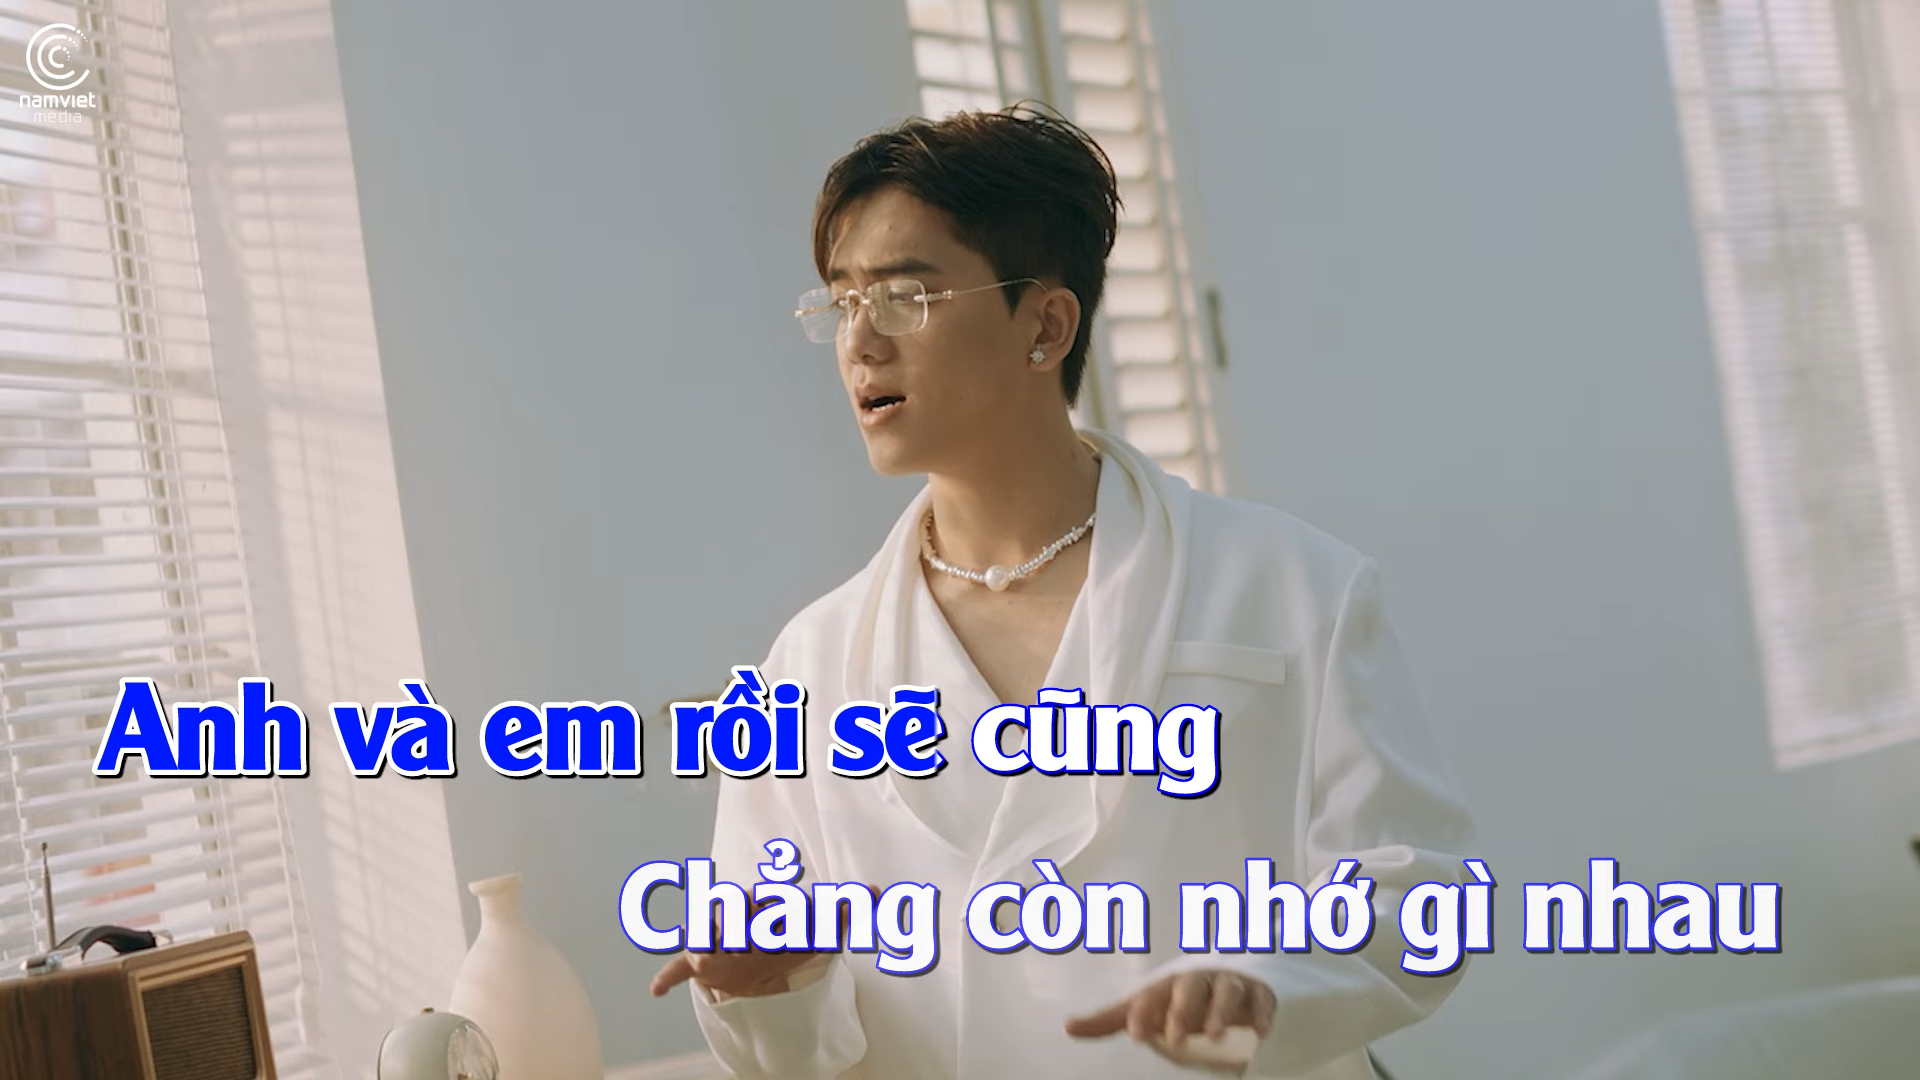 namviet
media
Anh và em rồi sẽ cũng
Chẳng còn nhớ gì nhau